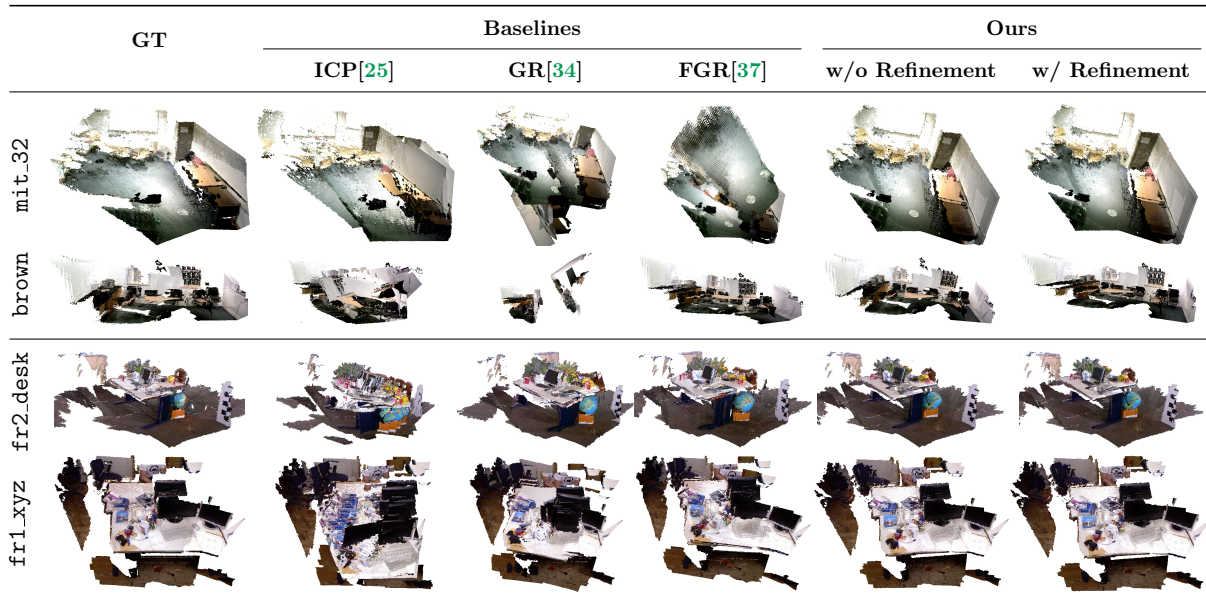 GT Baselines Ours
ICP[25] GR[34] FGR[37] w/o Refinement w/ Refinement
mit_32
brown
fr2_desk
fr1_xyz